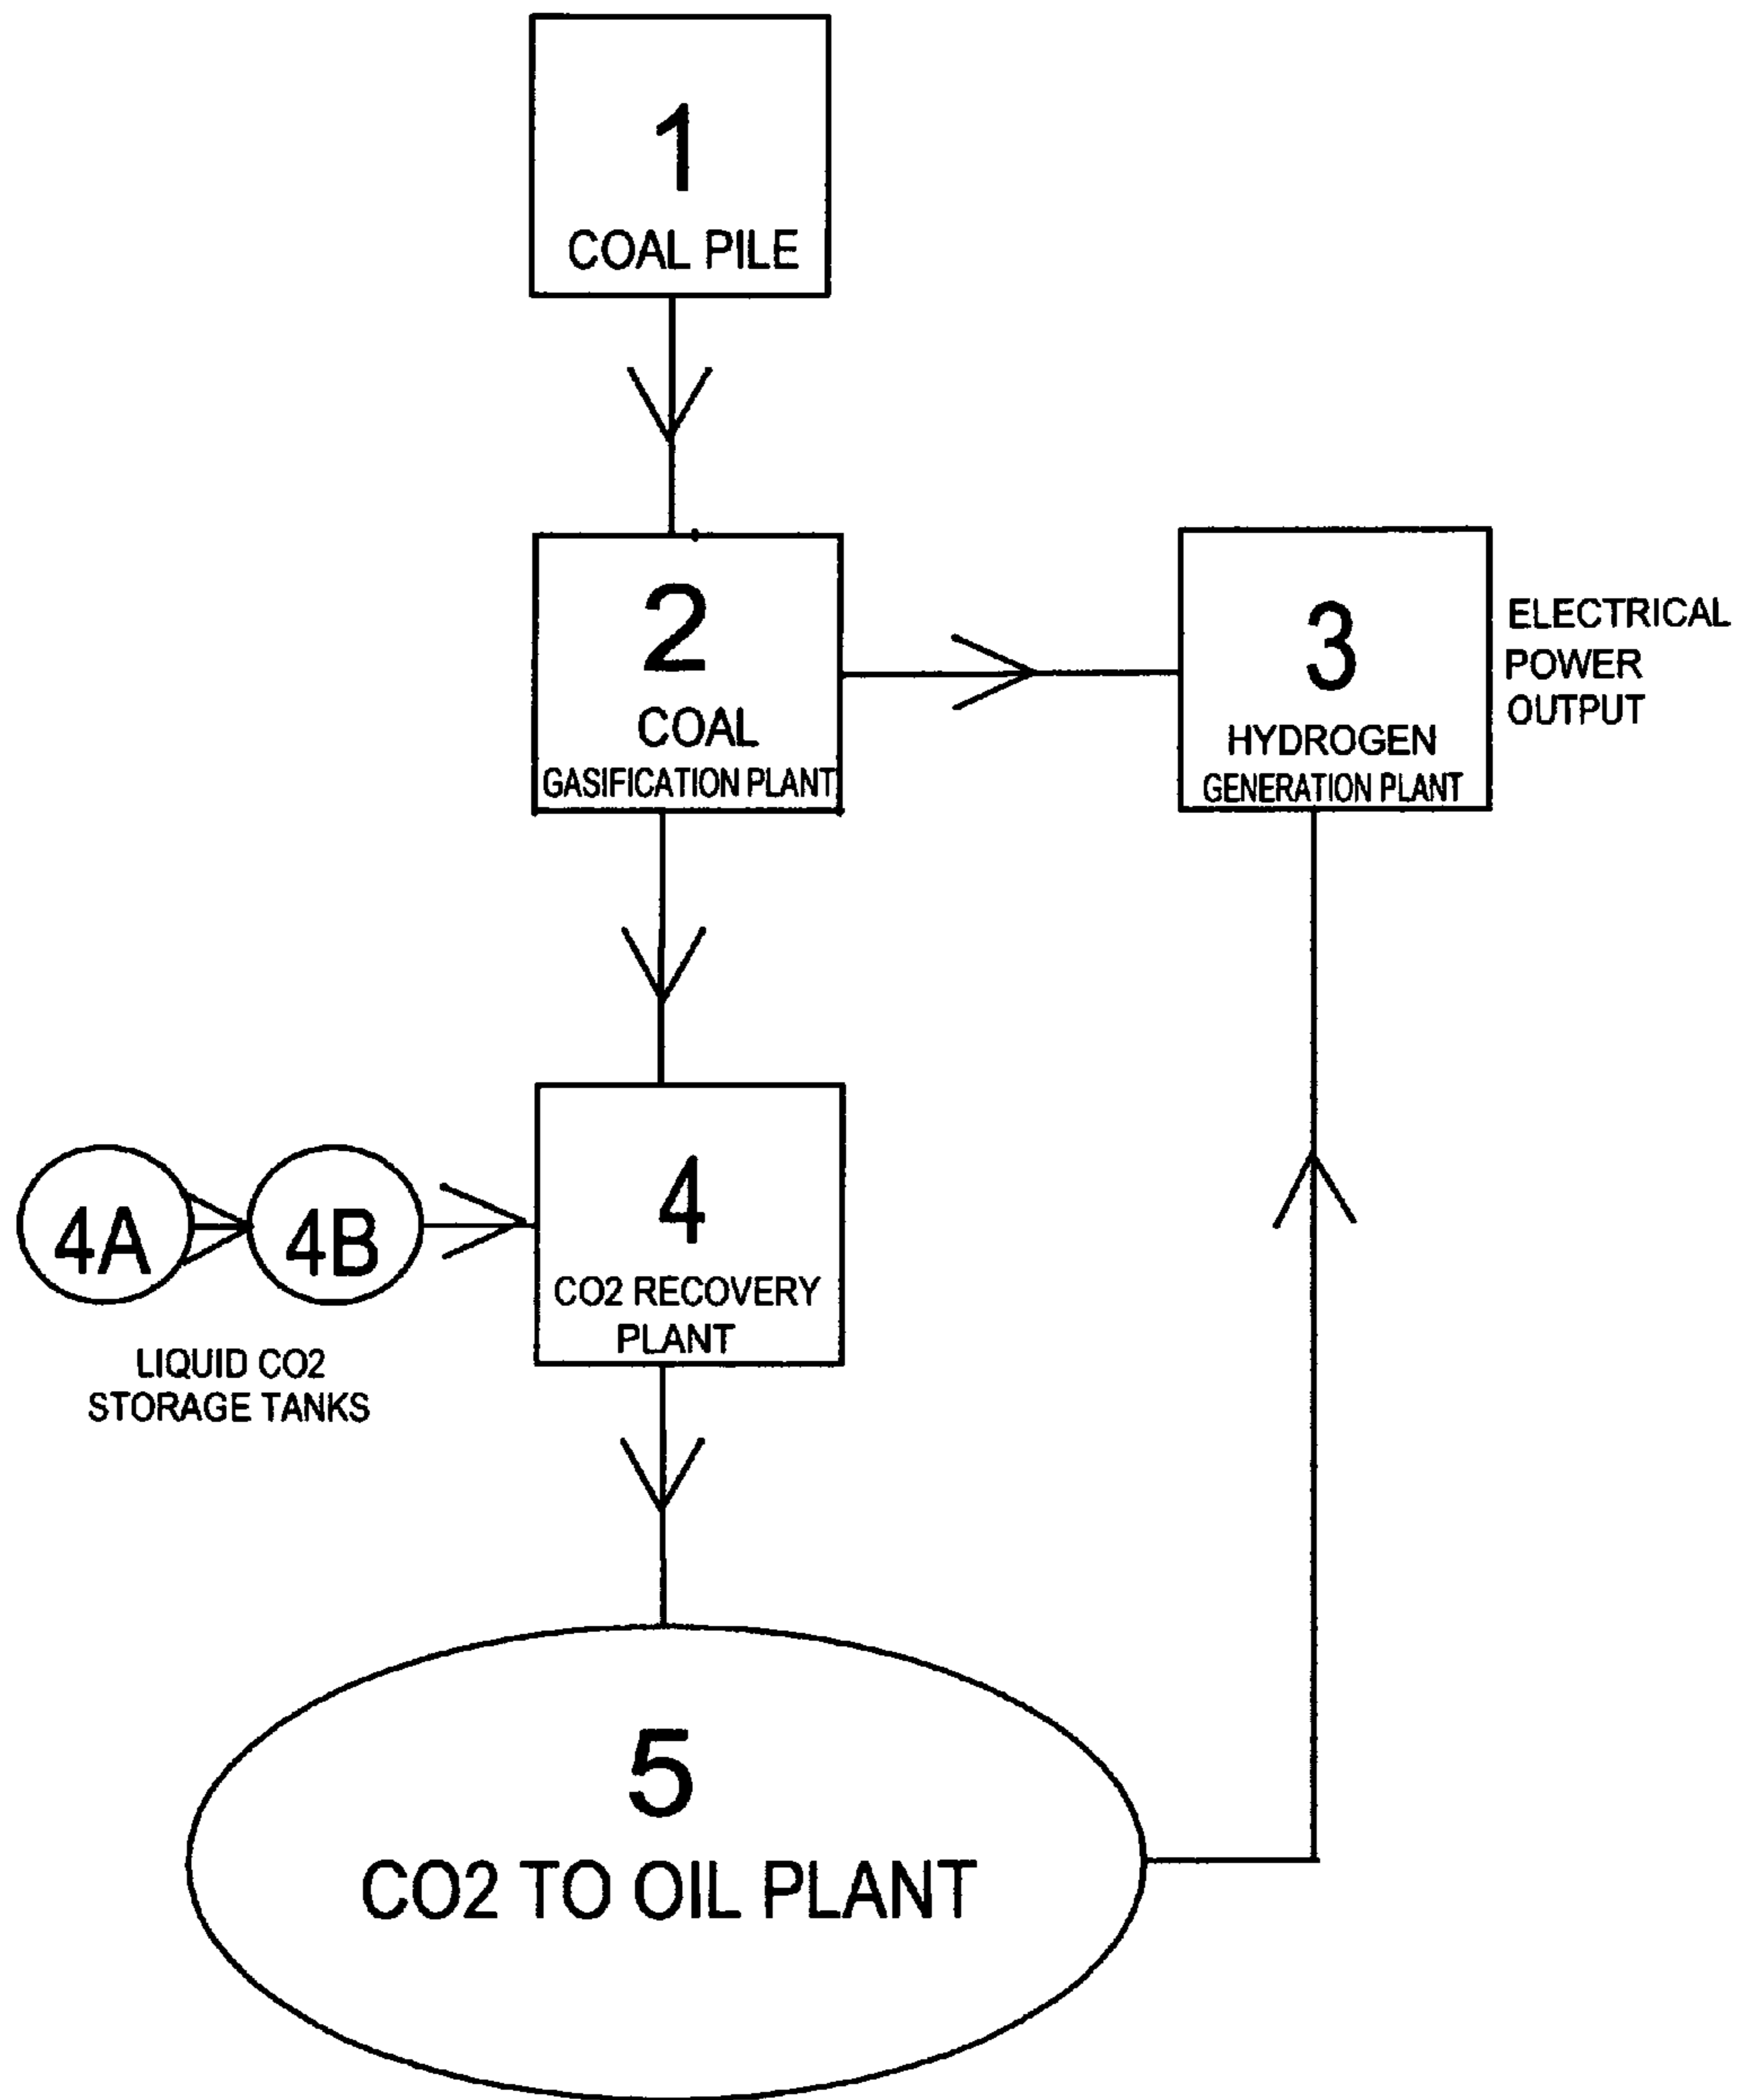 1
COAL PILE
2
COAL
GASIFICATION PLANT
3
HYDROGEN
GENERATION PLANT
ELECTRICAL
POWER
OUTPUT
4A
4B
LIQUID CO2
STORAGE TANKS
4
CO2 RECOVERY
PLANT
5
CO2 TO OIL PLANT